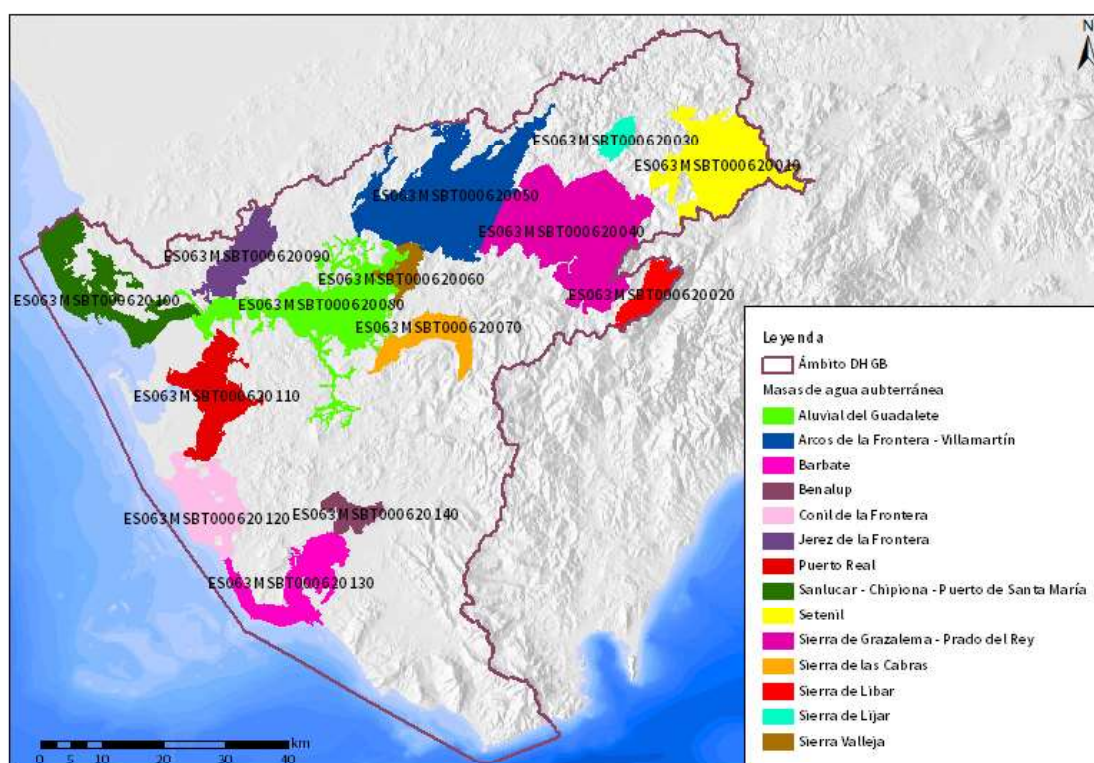 N
ES063MSBT000620030
ES063MSBT000620010
ES063MSBT000620050
ES063MSBT000620040
ES063MSBT000620090
ES063MSBT000620060
ES063MSBT000620020
ES063MSBT000620100
ES063MSBT000620080
ES063MSBT000620070
ES063MSBT000620110
ES063MSBT000620120
ES063MSBT000620140
ES063MSBT000620130
km
0 5 10 20 30 40
Leyenda
Ámbito DHGB
Masas de agua aubterránea
Aluvial del Guadalete
Arcos de la Frontera - Villamartín
Barbate
Benalup
Conil de la Frontera
Jerez de la Frontera
Puerto Real
Sanlucar - Chipiona - Puerto de Santa María
Setenil
Sierra de Grazalema - Prado del Rey
Sierra de las Cabras
Sierra de Líbar
Sierra de Líjar
Sierra Valleja